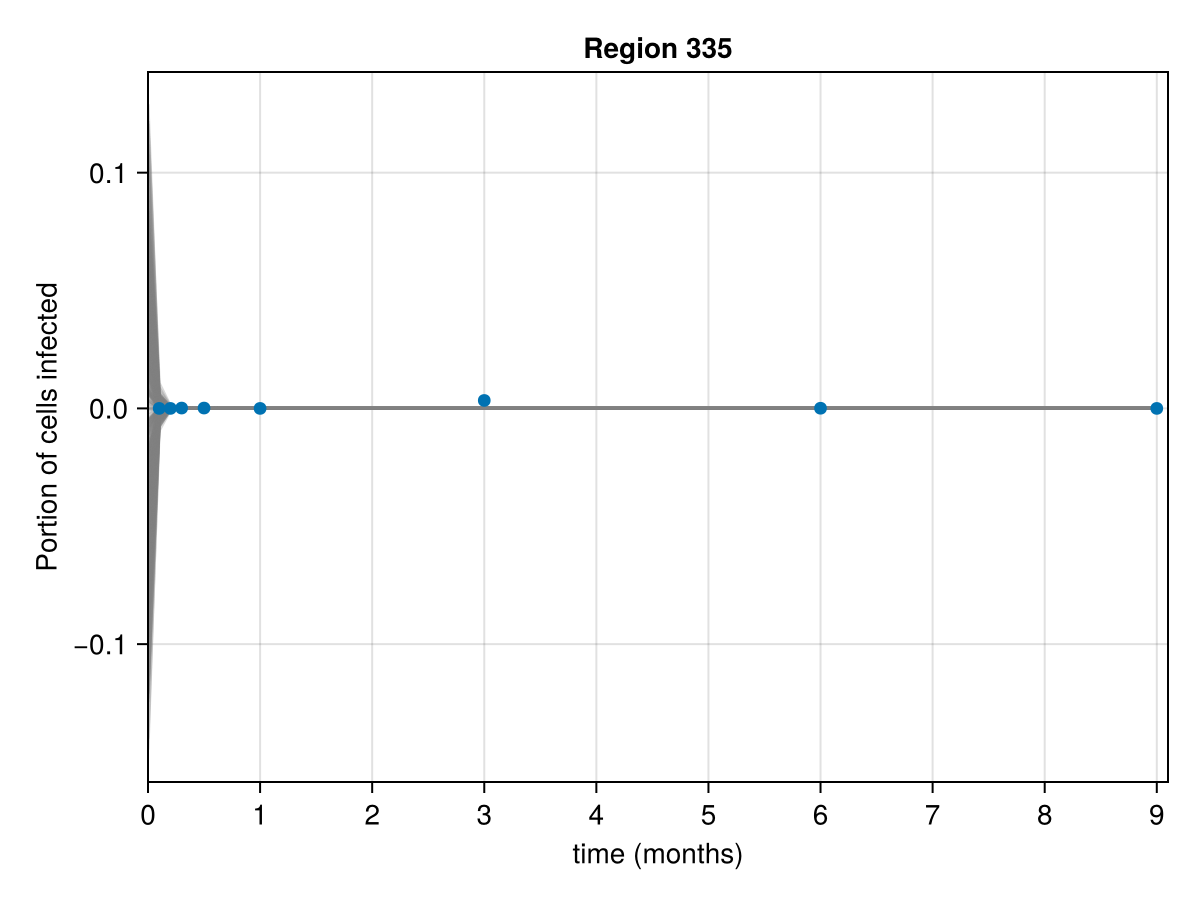 Region 335
Portion of cells infected
0.1
0.0
−0.1
0 1 2 3 4 5 6 7 8 9
time (months)